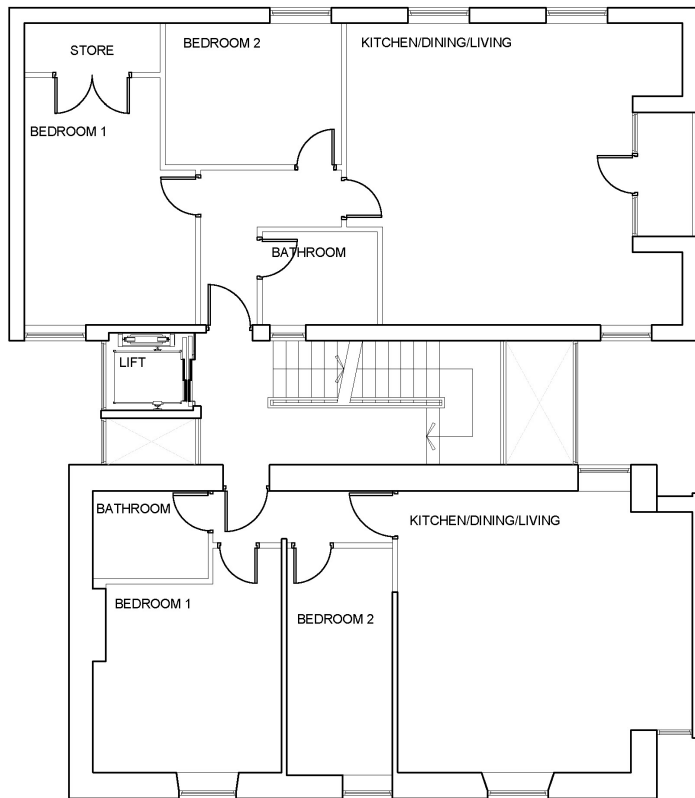 STORE
BEDROOM 2
KITCHEN/DINING/LIVING
BEDROOM 1
BATHROOM
LIFT
BATHROOM
KITCHEN/DINING/LIVING
BEDROOM 1
BEDROOM 2